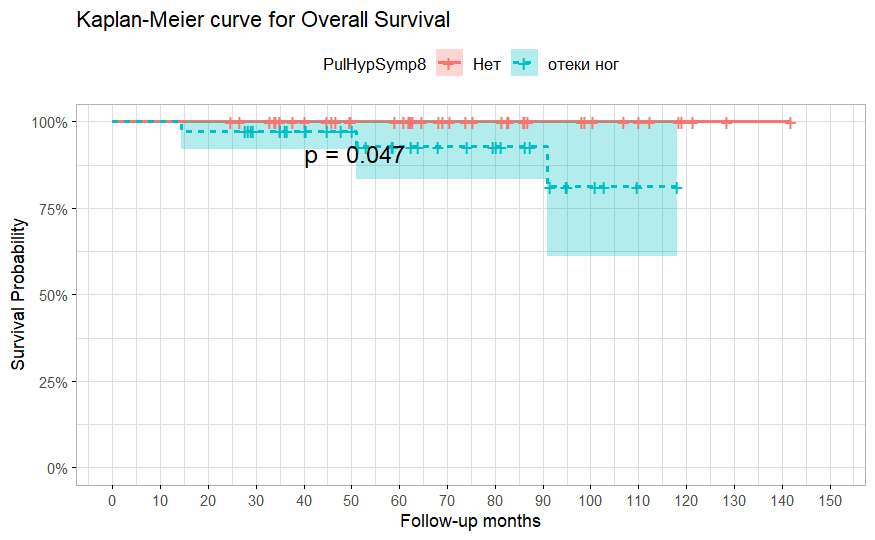 Kaplan-Meier curve for Overall Survival
PulHypSymp8 Нет отеки ног
100%
75%
50%
25%
0%
Survival Probability
p = 0.047
0 10 20 30 40 50 60 70 80 90 100 110 120 130 140 150
Follow-up months